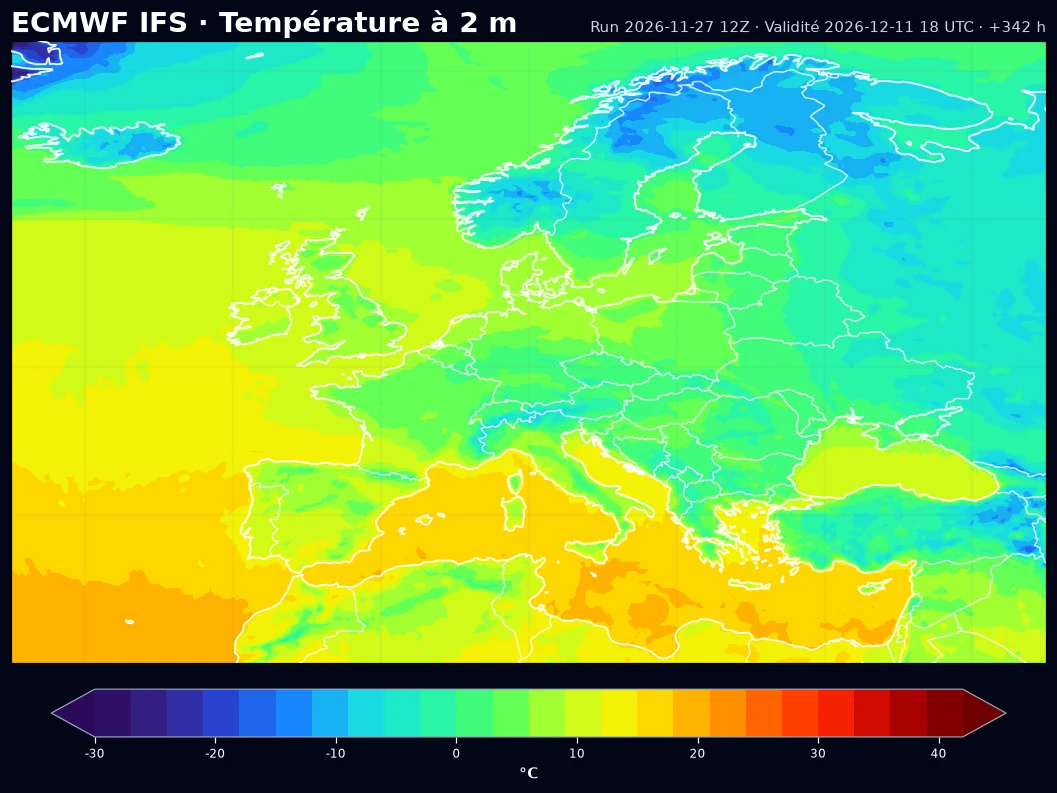 ECMWF IFS · Température à 2 m
Run 2026-11-27 12Z · Validité 2026-12-11 18 UTC · +342 h
-30 -20 -10 0 10 20 30 40
°C